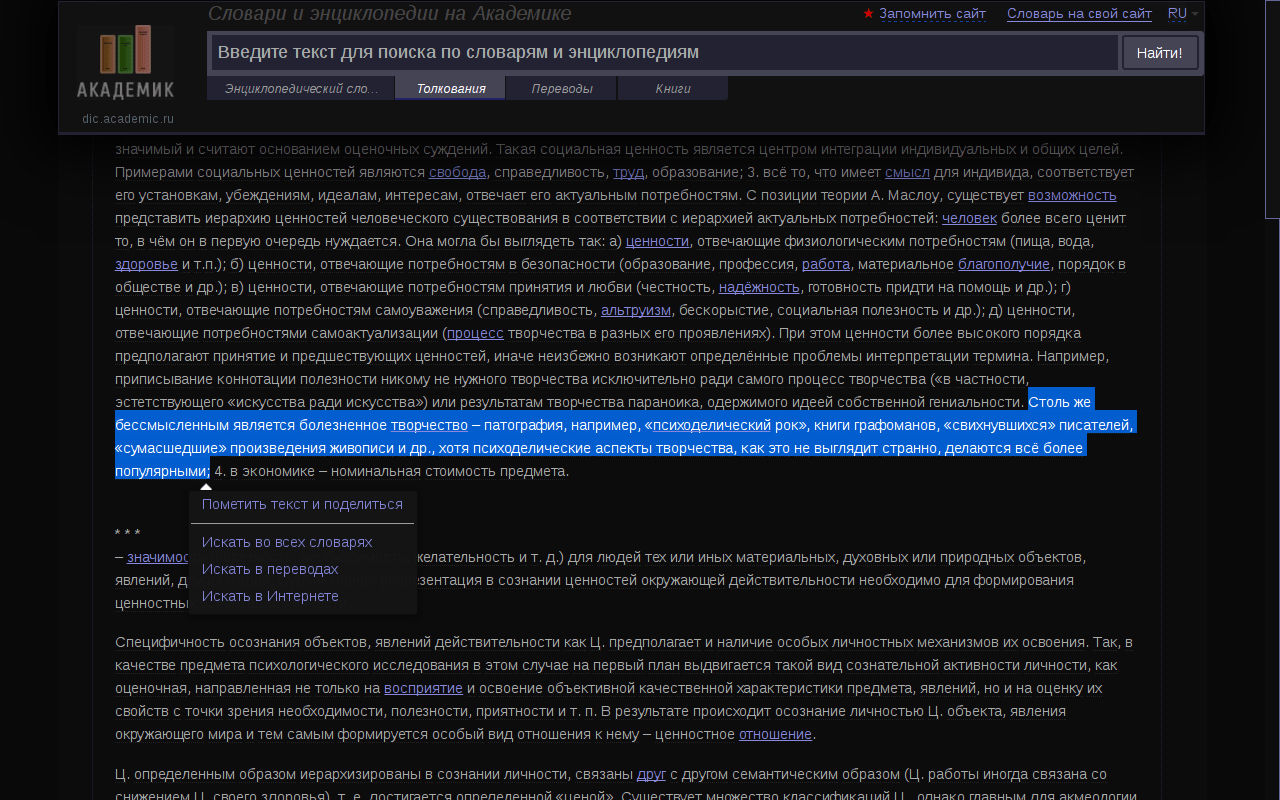 Словари и энциклопедии на Академике
★ Запомнить сайт Словарь на свой сайт RU
Введите текст для поиска по словарям и энциклопедиям Найти!
АКАДЕМИК
Энциклопедический сло... Толкования Переводы Книги
dic.academic.ru
значимый и считают основанием оценочных суждений. Такая социальная ценность является центром интеграции индивидуальных и общих целей.
Примерами социальных ценностей являются свобода, справедливость, труд, образование; 3. всё то, что имеет смысл для индивида, соответствует
его установкам, убеждениям, идеалам, интересам, отвечает его актуальным потребностям. С позиции теории А. Маслоу, существует возможность
представить иерархию ценностей человеческого существования в соответствии с иерархией актуальных потребностей: человек более всего ценит
то, в чём он в первую очередь нуждается. Она могла бы выглядеть так: а) ценности, отвечающие физиологическим потребностям (пища, вода,
здоровье и т.п.); б) ценности, отвечающие потребностям в безопасности (образование, профессия, работа, материальное благополучие, порядок в
обществе и др.); в) ценности, отвечающие потребностям принятия и любви (честность, надёжность, готовность придти на помощь и др.); г)
ценности, отвечающие потребностям самоуважения (справедливость, альтруизм, бескорыстие, социальная полезность и др.); д) ценности,
отвечающие потребностями самоактуализации (процесс творчества в разных его проявлениях). При этом ценности более высокого порядка
предполагают принятие и предшествующих ценностей, иначе неизбежно возникают определённые проблемы интерпретации термина. Например,
приписывание коннотации полезности никому не нужного творчества исключительно ради самого процесс творчества («в частности,
эстетствующего «искусства ради искусства») или результатам творчества параноика, одержимого идеей собственной гениальности. Столь же
бессмысленным является болезненное творчество – патография, например, «психоделический рок», книги графоманов, «свихнувшихся» писателей,
«сумасшедшие» произведения живописи и др., хотя психоделические аспекты творчества, как это не выглядит странно, делаются всё более
популярными; 4. в экономике – номинальная стоимость предмета.
Пометить текст и поделиться
Искать во всех словарях
Искать в переводах
Искать в Интернете
* * *
– значимос желательность и т. д.) для людей тех или иных материальных, духовных или природных объектов,
явлений, д езентация в сознании ценностей окружающей действительности необходимо для формирования
ценностны
Специфичность осознания объектов, явлений действительности как Ц. предполагает и наличие особых личностных механизмов их освоения. Так, в
качестве предмета психологического исследования в этом случае на первый план выдвигается такой вид сознательной активности личности, как
оценочная, направленная не только на восприятие и освоение объективной качественной характеристики предмета, явлений, но и на оценку их
свойств с точки зрения необходимости, полезности, приятности и т. п. В результате происходит осознание личностью Ц. объекта, явления
окружающего мира и тем самым формируется особый вид отношения к нему – ценностное отношение.
Ц. определенным образом иерархизированы в сознании личности, связаны друг с другом семантическим образом (Ц. работы иногда связана со
снижением Ц. своего здоровья), т. е. достигается определенной «ценой». Существует множество классификаций Ц., однако главным для акмеологии